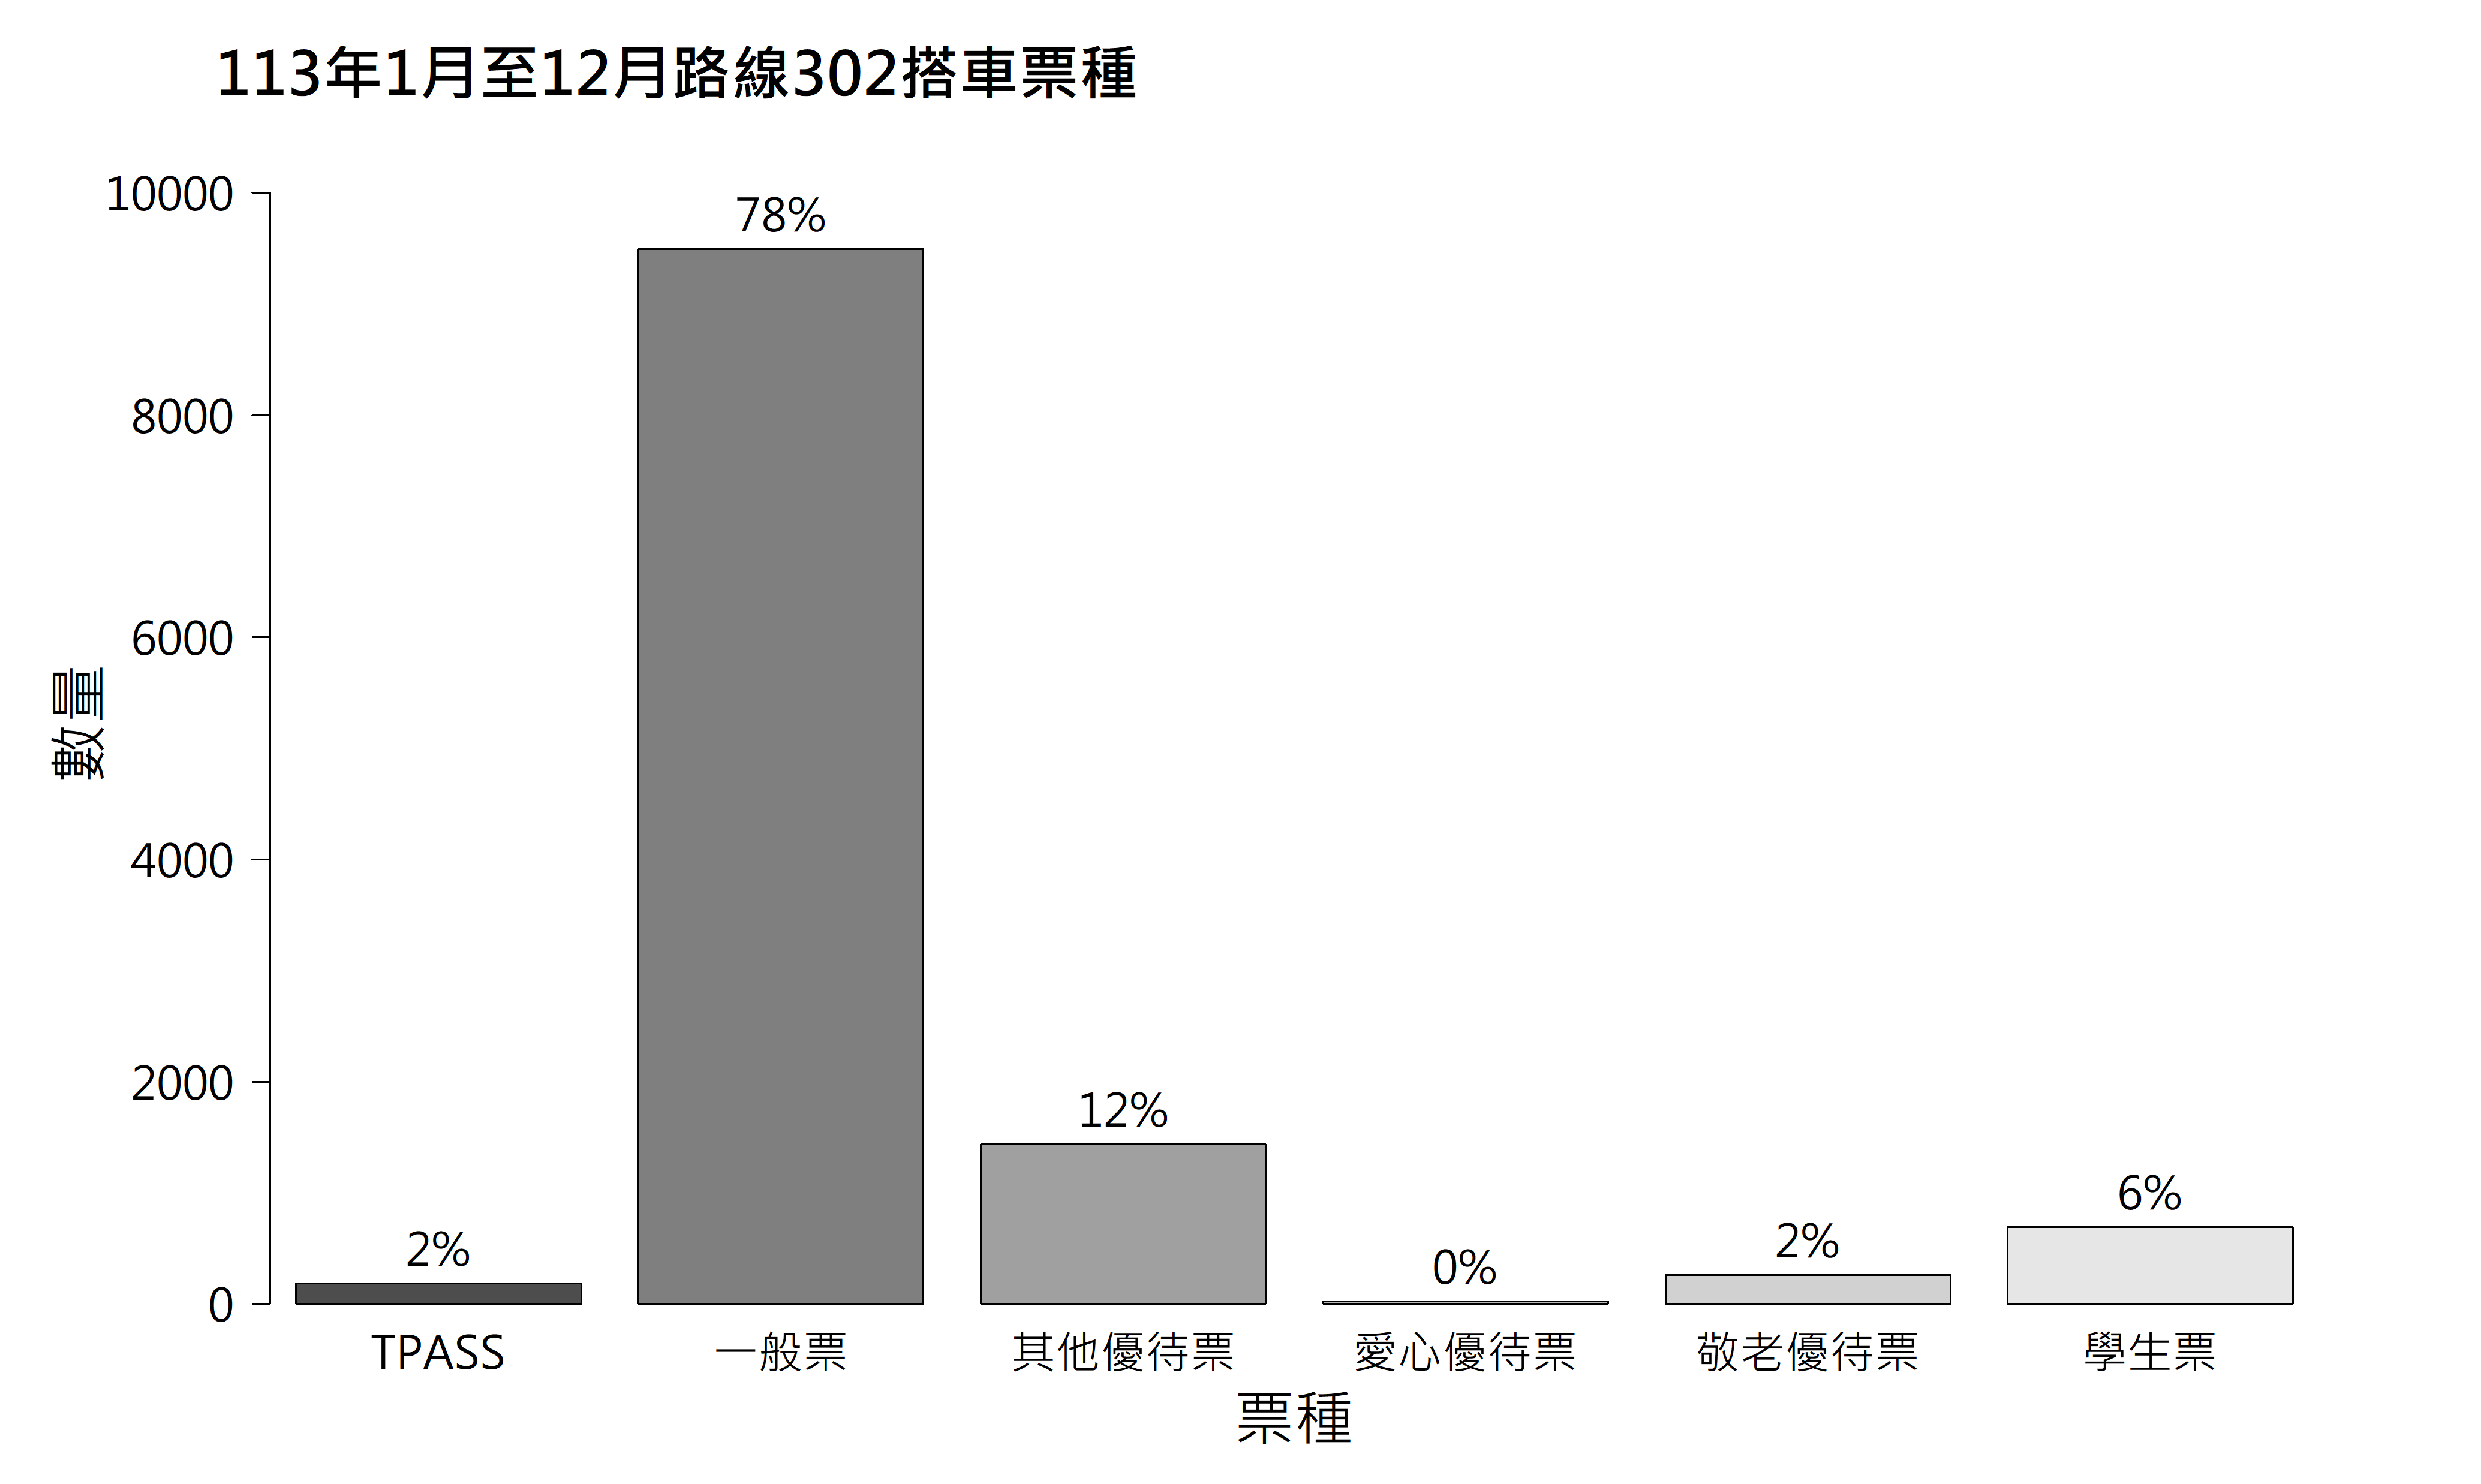 113年1月至12月路線302搭車票種
10000
8000
6000
4000
2000
0
數量
2%
78%
12%
0%
2%
6%
TPASS
一般票
其他優待票
愛心優待票
敬老優待票
學生票
票種